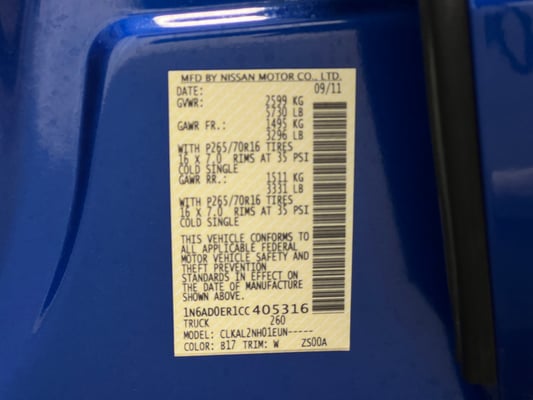 MFD BY NISSAN MOTOR CO., LTD.
DATE: 09/11
GVWR: 2599 KG
5730 LB
GAWR FR.: 1495 KG
3296 LB
WITH P265/70R16 TIRES
16 X 7.0 RIMS AT 35 PSI
COLD SINGLE
GAWR RR.: 1511 KG
3331 LB
WITH P265/70R16 TIRES
16 X 7.0 RIMS AT 35 PSI
COLD SINGLE
THIS VEHICLE CONFORMS TO
ALL APPLICABLE FEDERAL
MOTOR VEHICLE SAFETY AND
THEFT PREVENTION
STANDARDS IN EFFECT ON
THE DATE OF MANUFACTURE
SHOWN ABOVE.
1N6AD0ER1CC405316
TRUCK 260
MODEL: CLKAL2NH01EUN-----
COLOR: B17 TRIM: W ZS00A